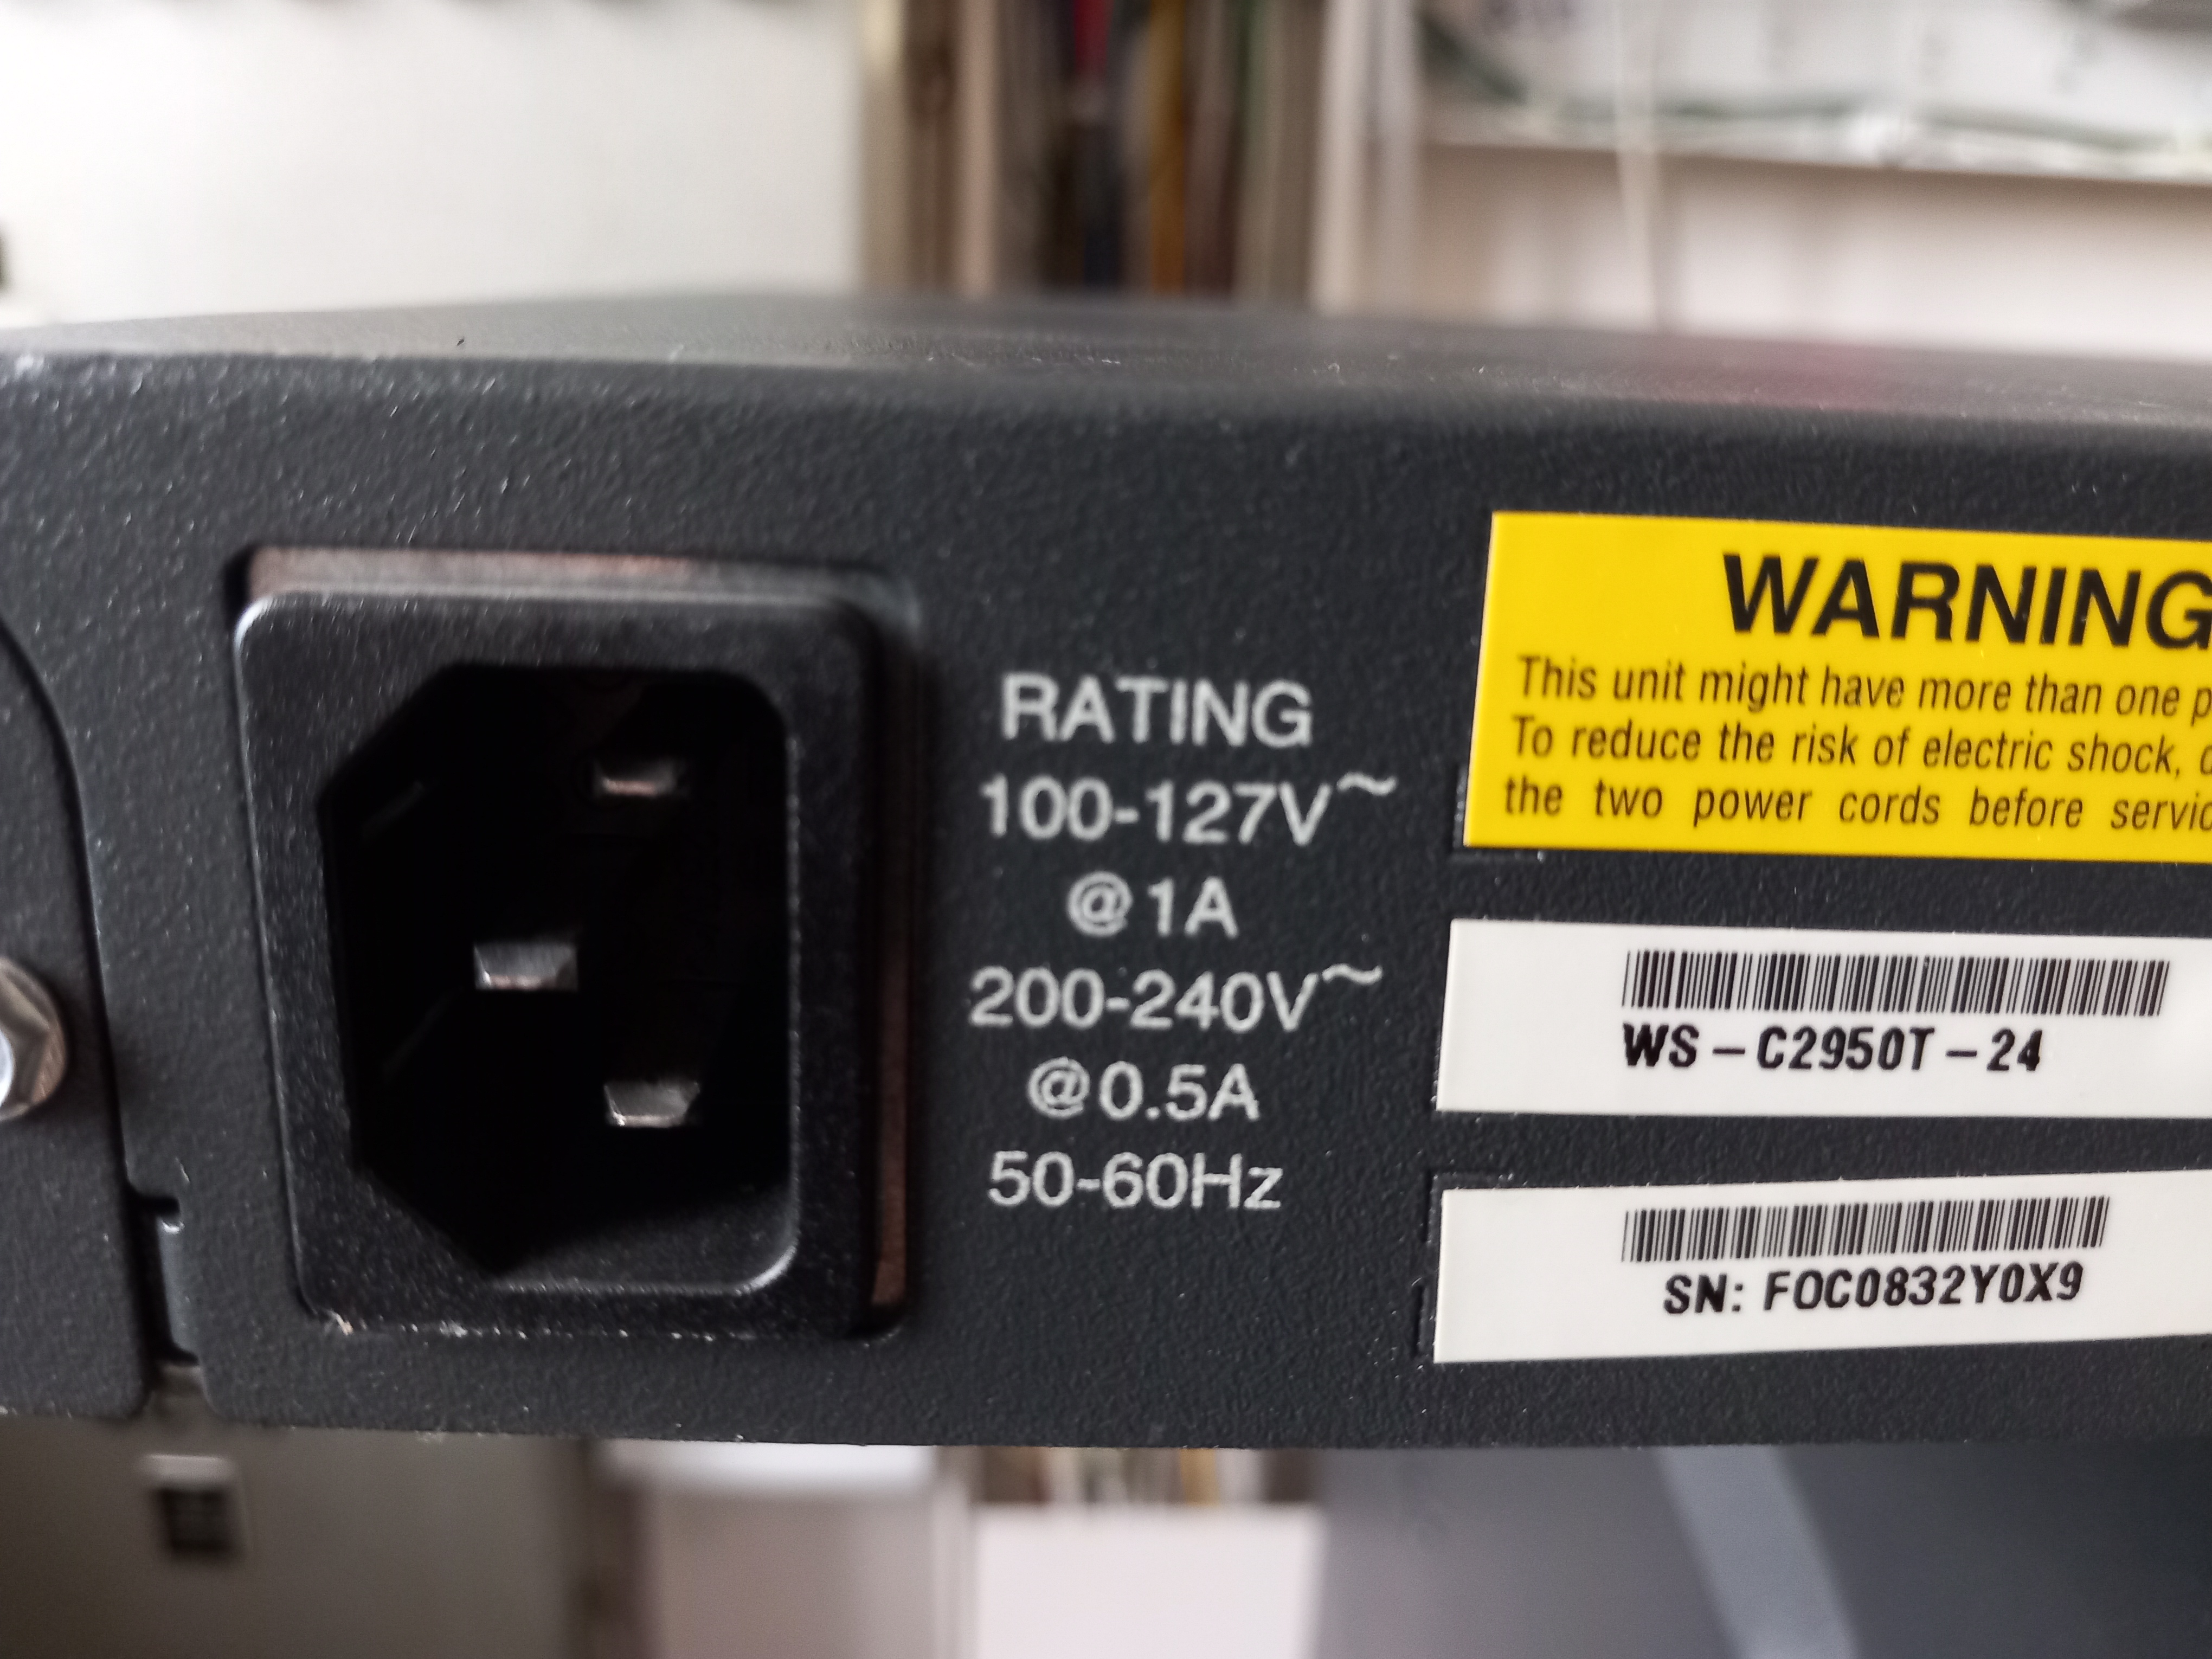 RATING
100-127V~
@1A
200-240V~
@0.5A
50-60Hz
WARNING
This unit might have more than one
To reduce the risk of electric shock,
the two power cords before
WS-C2950T-24
SN: FOC0832Y0X9